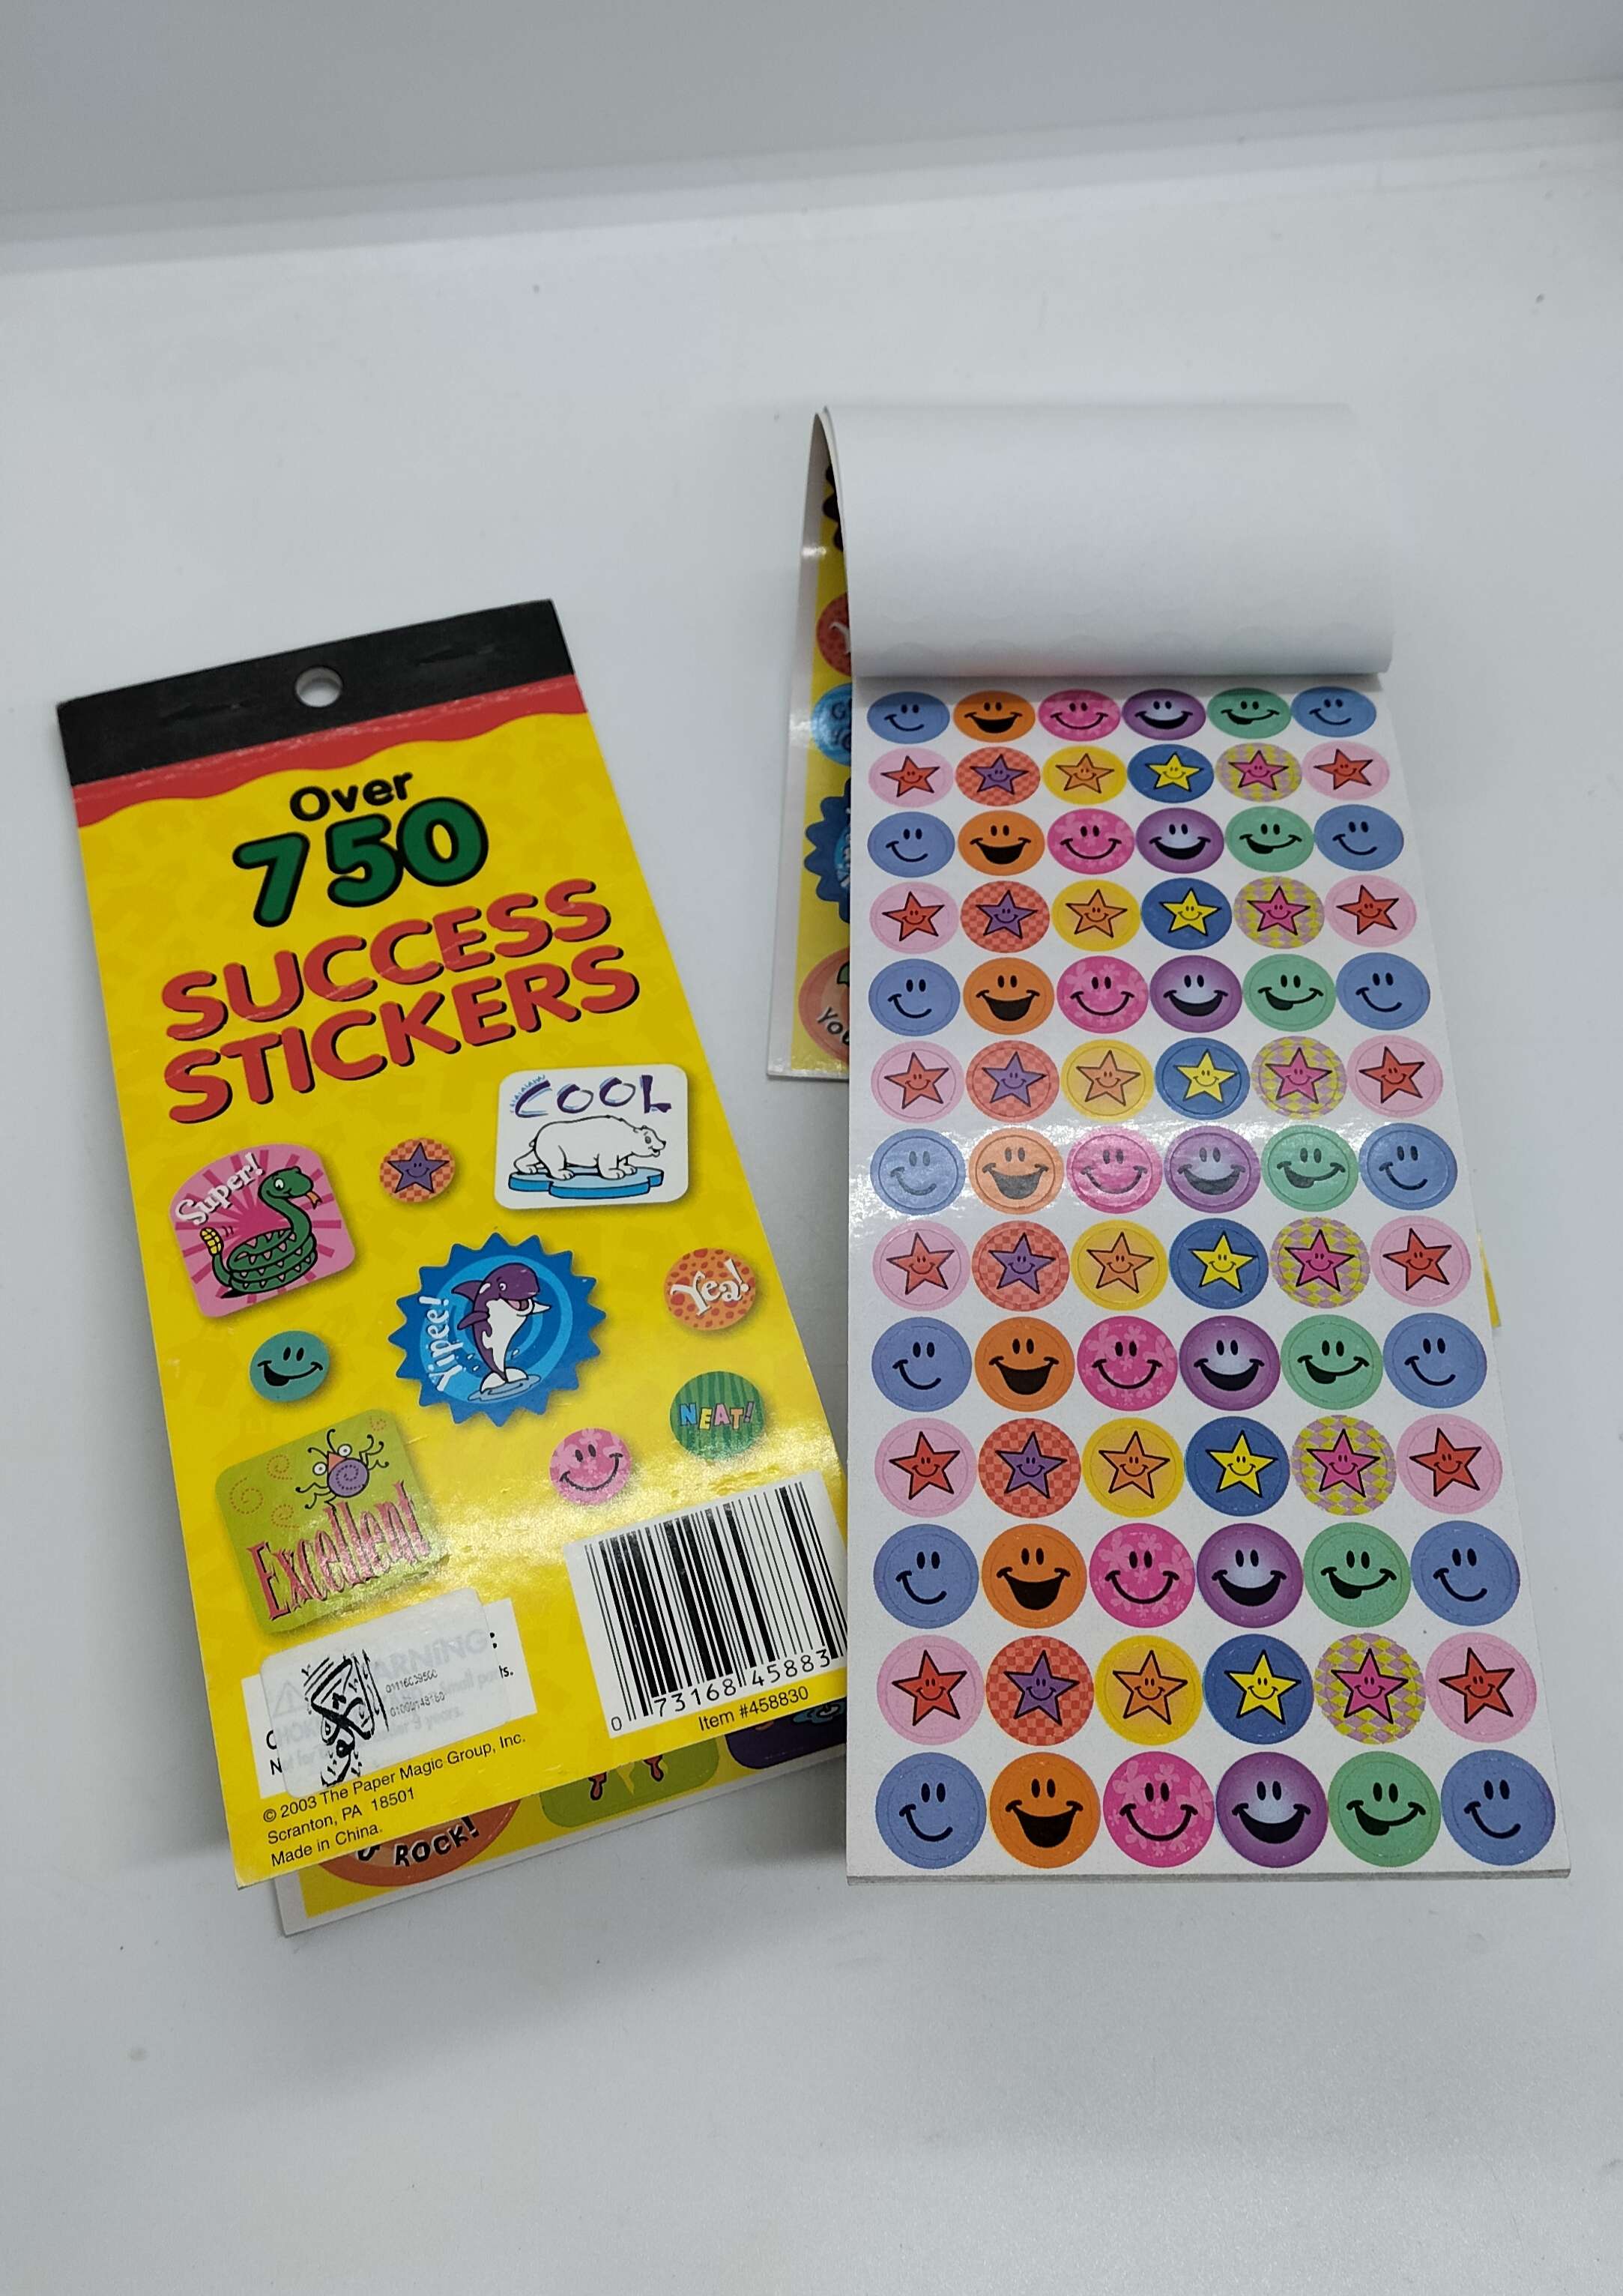 Over
750
SUCCESS
STICKERS
COOL
Super!
Yipee!
Yea!
NEAT!
Excellent
WARNING:
© 2003 The Paper Magic Group, Inc.
Scranton, PA 18501
Made in China.
0 73168 45883
Item #458830
ROCK!
You